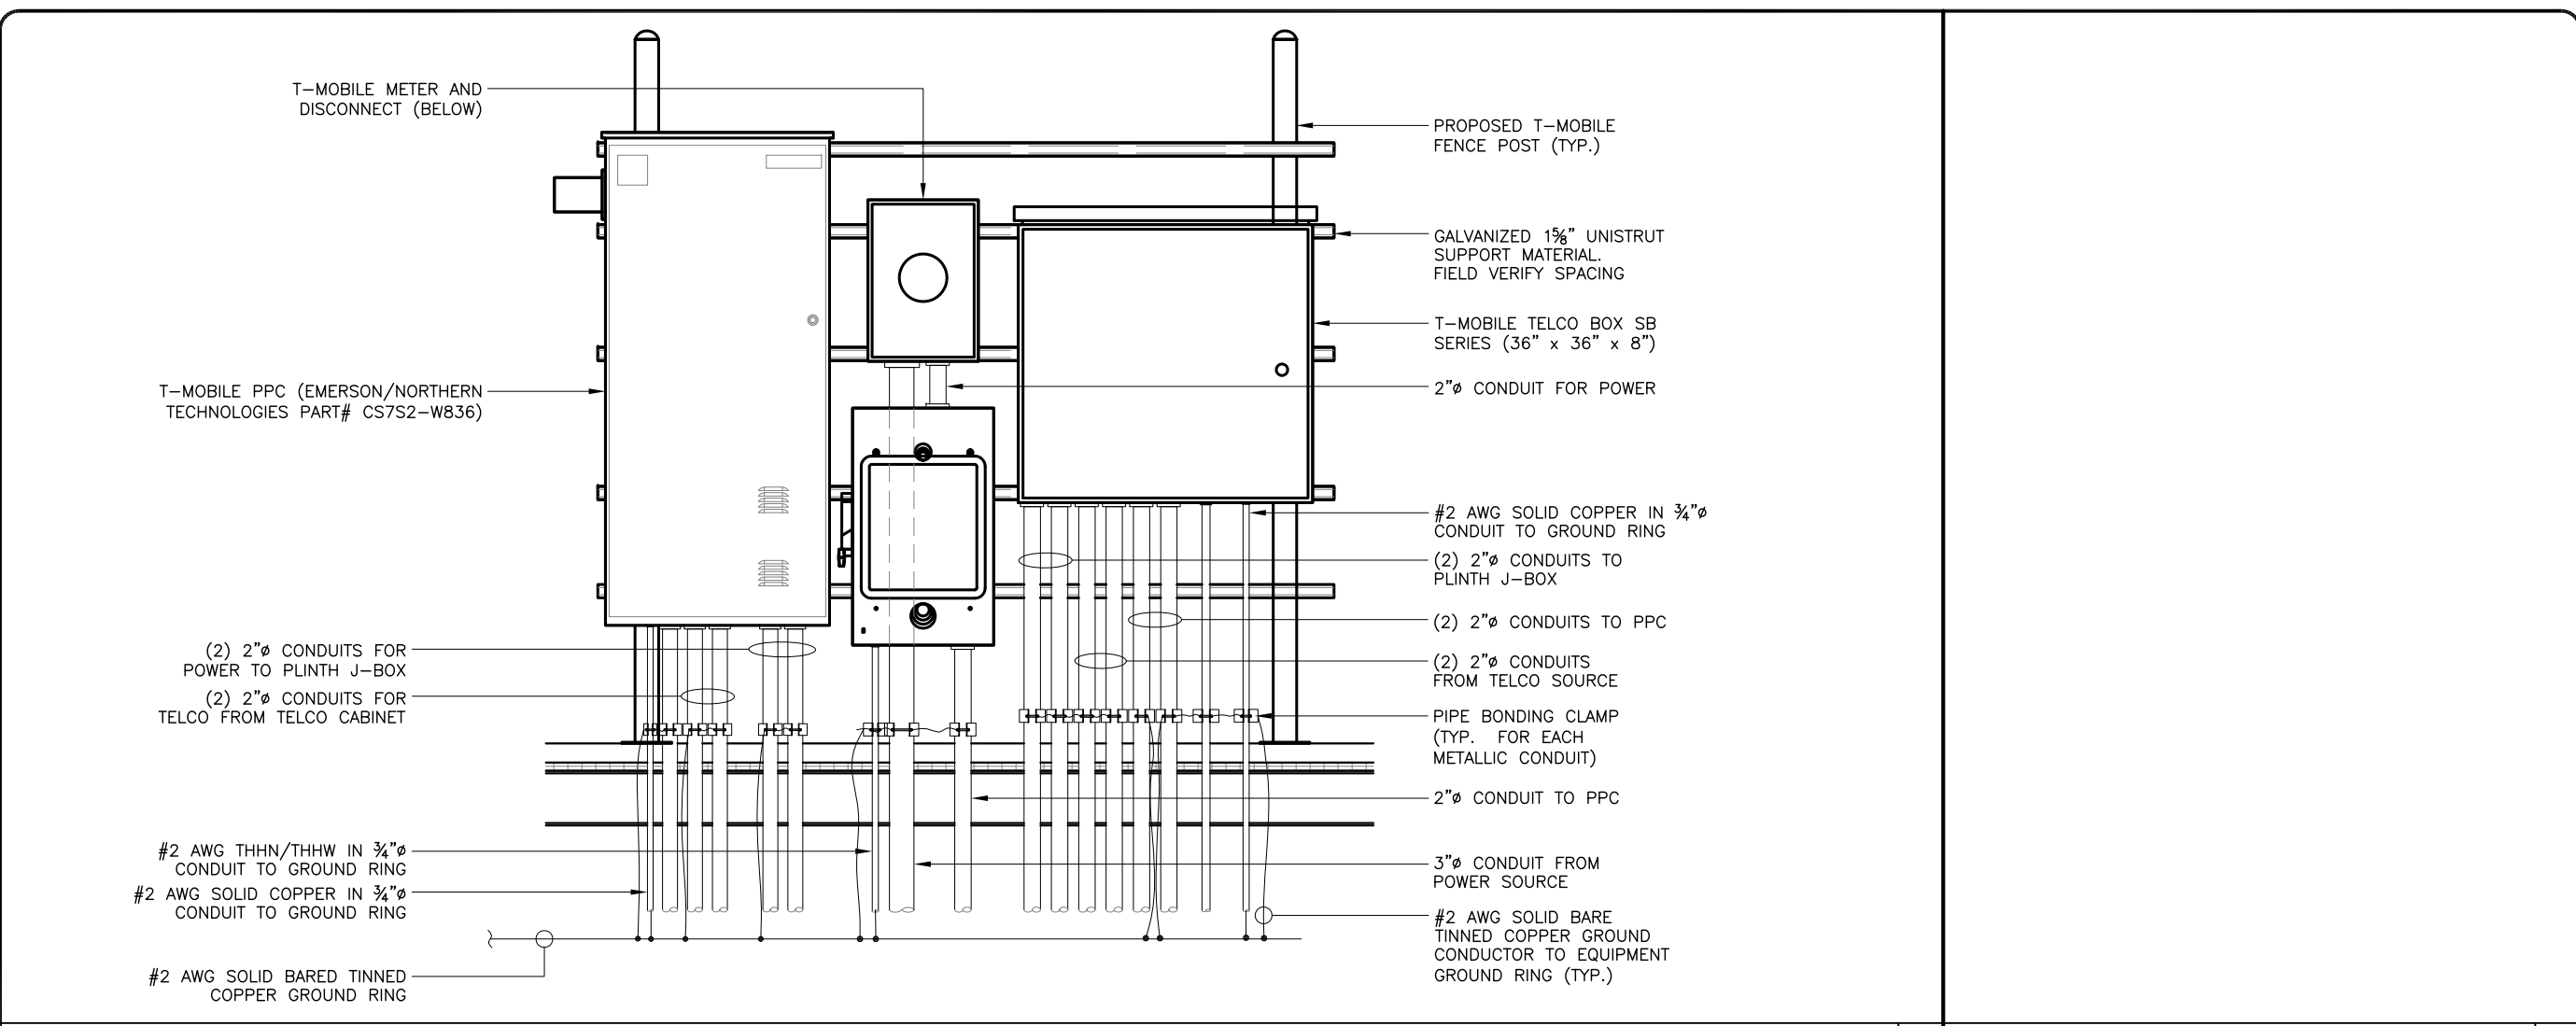 T-MOBILE METER AND
DISCONNECT (BELOW)
T-MOBILE PPC (EMERSON/NORTHERN
TECHNOLOGIES PART# CS7S2-W836)
(2) 2"ø CONDUITS FOR
POWER TO PLINTH J-BOX
(2) 2"ø CONDUITS FOR
TELCO FROM TELCO CABINET
#2 AWG THHN/THHW IN ¾"ø
CONDUIT TO GROUND RING
#2 AWG SOLID COPPER IN ¾"ø
CONDUIT TO GROUND RING
#2 AWG SOLID BARED TINNED
COPPER GROUND RING
PROPOSED T-MOBILE
FENCE POST (TYP.)
GALVANIZED 1⅝" UNISTRUT
SUPPORT MATERIAL.
FIELD VERIFY SPACING
T-MOBILE TELCO BOX SB
SERIES (36" x 36" x 8")
2"ø CONDUIT FOR POWER
#2 AWG SOLID COPPER IN ¾"ø
CONDUIT TO GROUND RING
(2) 2"ø CONDUITS TO
PLINTH J-BOX
(2) 2"ø CONDUITS TO PPC
(2) 2"ø CONDUITS
FROM TELCO SOURCE
PIPE BONDING CLAMP
(TYP. FOR EACH
METALLIC CONDUIT)
2"ø CONDUIT TO PPC
3"ø CONDUIT FROM
POWER SOURCE
#2 AWG SOLID BARE
TINNED COPPER GROUND
CONDUCTOR TO EQUIPMENT
GROUND RING (TYP.)